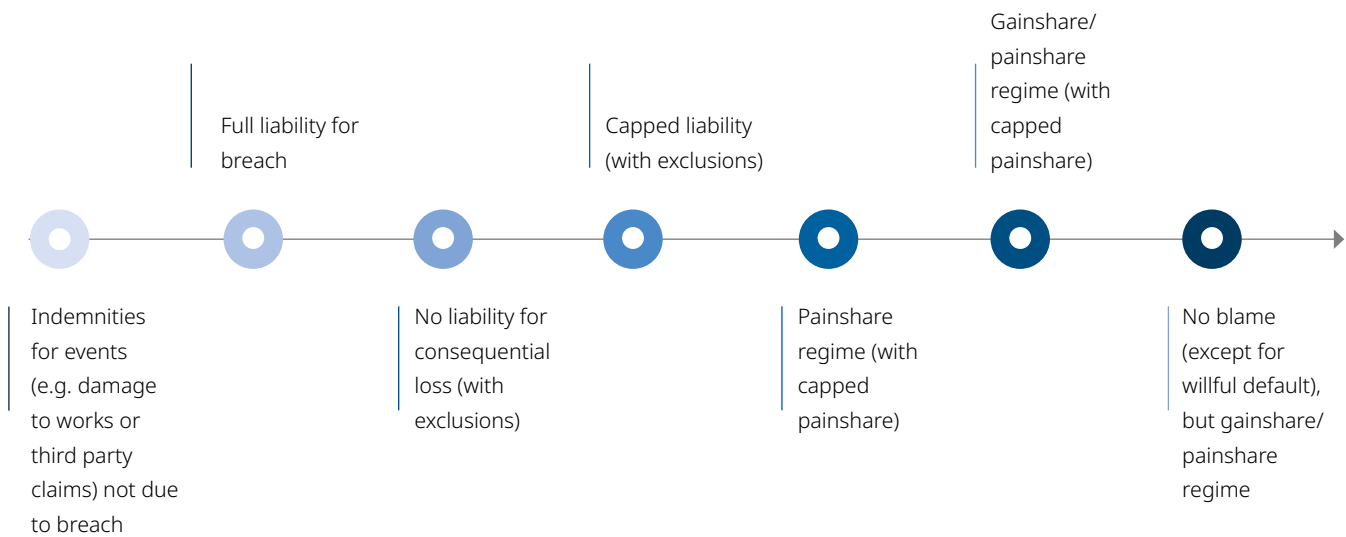 Indemnities
for events
(e.g. damage
to works or
third party
claims) not due
to breach
Full liability for
breach
No liability for
consequential
loss (with
exclusions)
Capped liability
(with exclusions)
Painshare
regime (with
capped
painshare)
Gainshare/
painshare
regime (with
capped
painshare)
No blame
(except for
willful default),
but gainshare/
painshare
regime